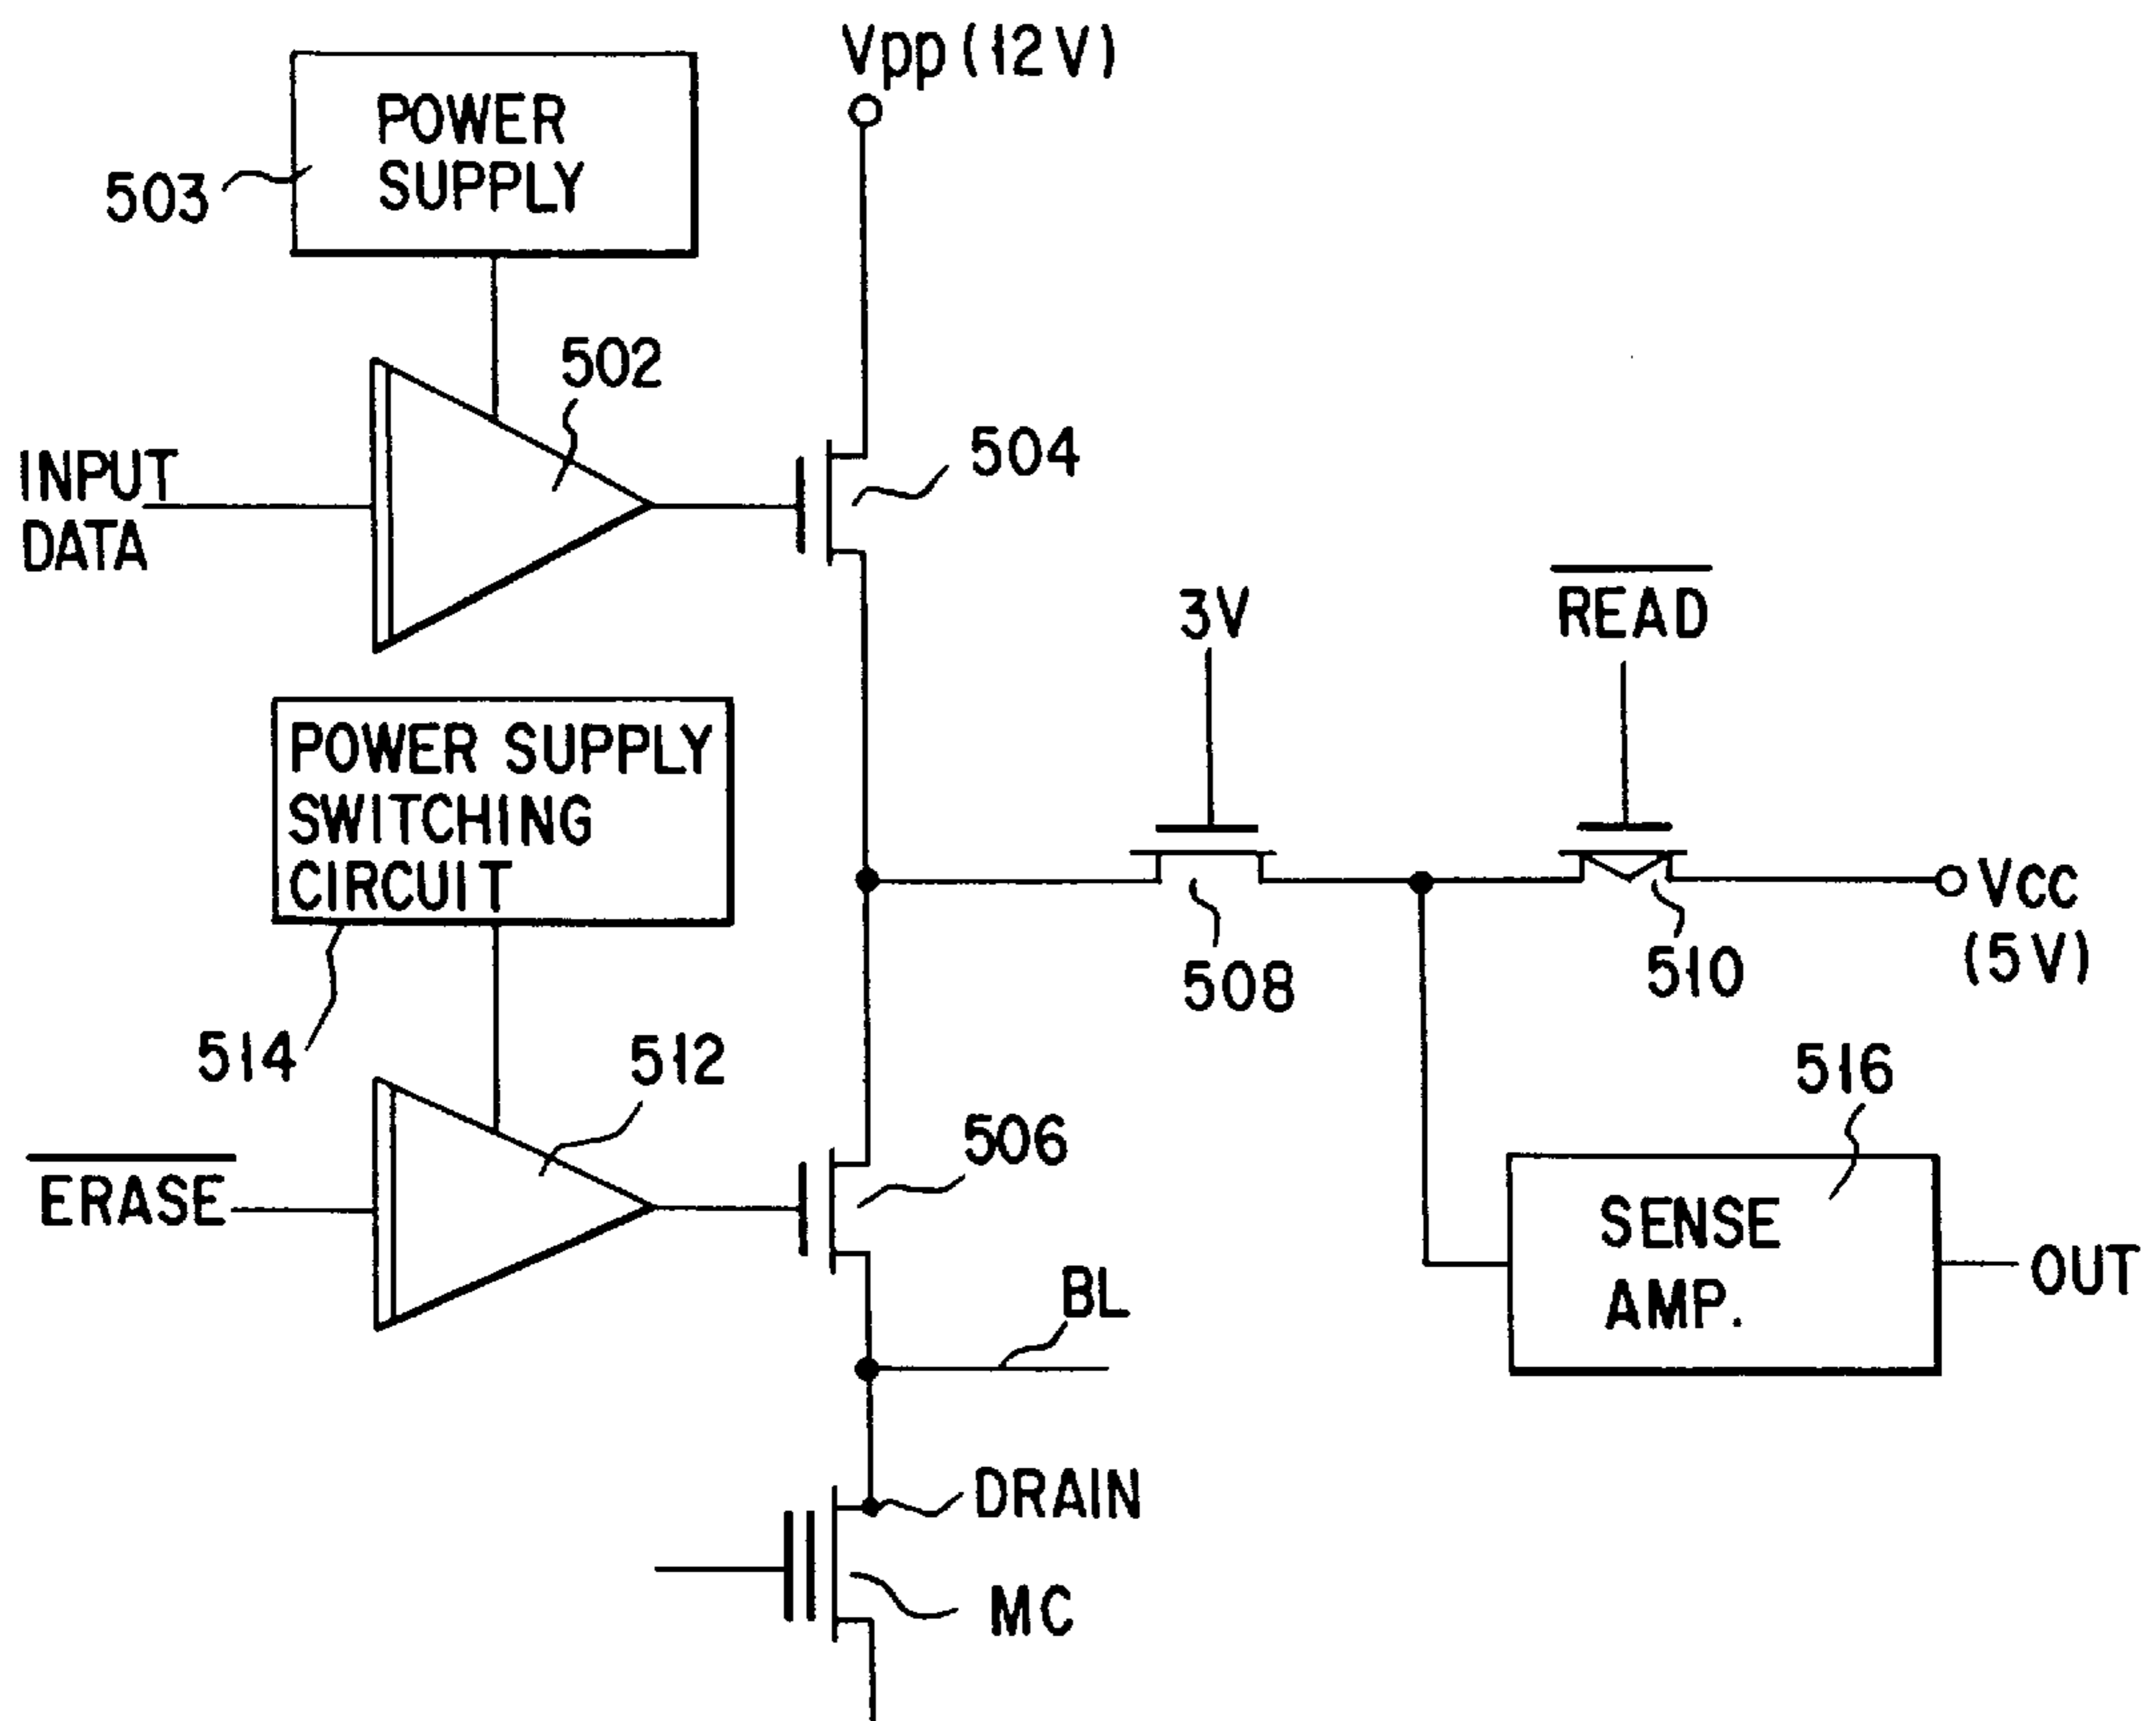 Vpp (12V)
POWER
SUPPLY
503
502
INPUT
DATA
504
3V
READ
POWER SUPPLY
SWITCHING
CIRCUIT
VCC
(5V)
508
510
514
512
516
506
ERASE
SENSE
AMP.
OUT
BL
DRAIN
MC